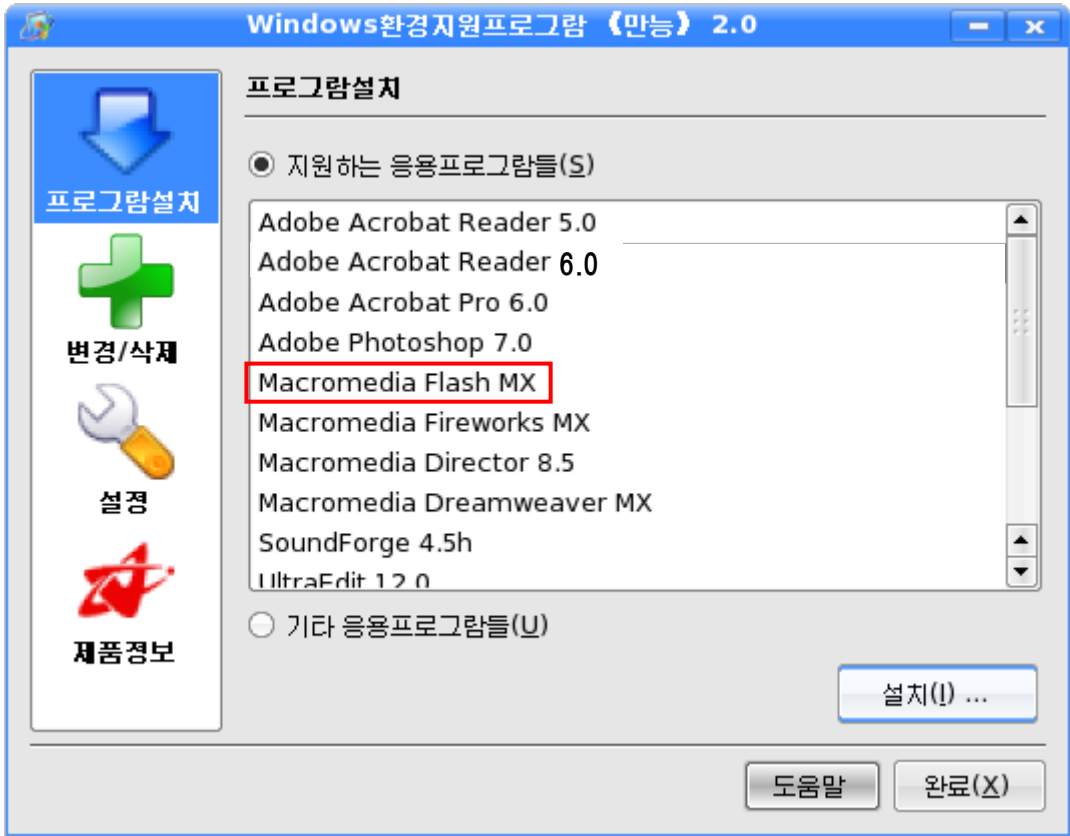 Windows환경지원프로그람 《만능》 2.0
프로그람설치
프로그람설치
변경/삭제
설정
제품정보
지원하는 응용프로그람들(S)
Adobe Acrobat Reader 5.0
Adobe Acrobat Reader 6.0
Adobe Acrobat Pro 6.0
Adobe Photoshop 7.0
Macromedia Flash MX
Macromedia Fireworks MX
Macromedia Director 8.5
Macromedia Dreamweaver MX
SoundForge 4.5h
UltraEdit 12.0
기타 응용프로그람들(U)
설치(I) ...
도움말
완료(X)